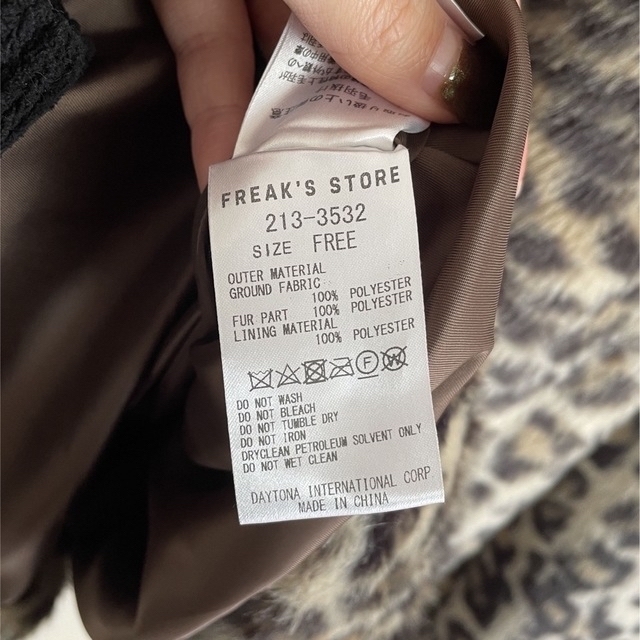 FREAK'S STORE
213-3532
SIZE FREE
OUTER MATERIAL
GROUND FABRIC
100% POLYESTER
FUR PART 100% POLYESTER
LINING MATERIAL
100% POLYESTER
F W
DO NOT WASH
DO NOT BLEACH
DO NOT TUMBLE DRY
DO NOT IRON
DRYCLEAN PETROLEUM SOLVENT ONLY
DO NOT WET CLEAN
DAYTONA INTERNATIONAL CORP
MADE IN CHINA